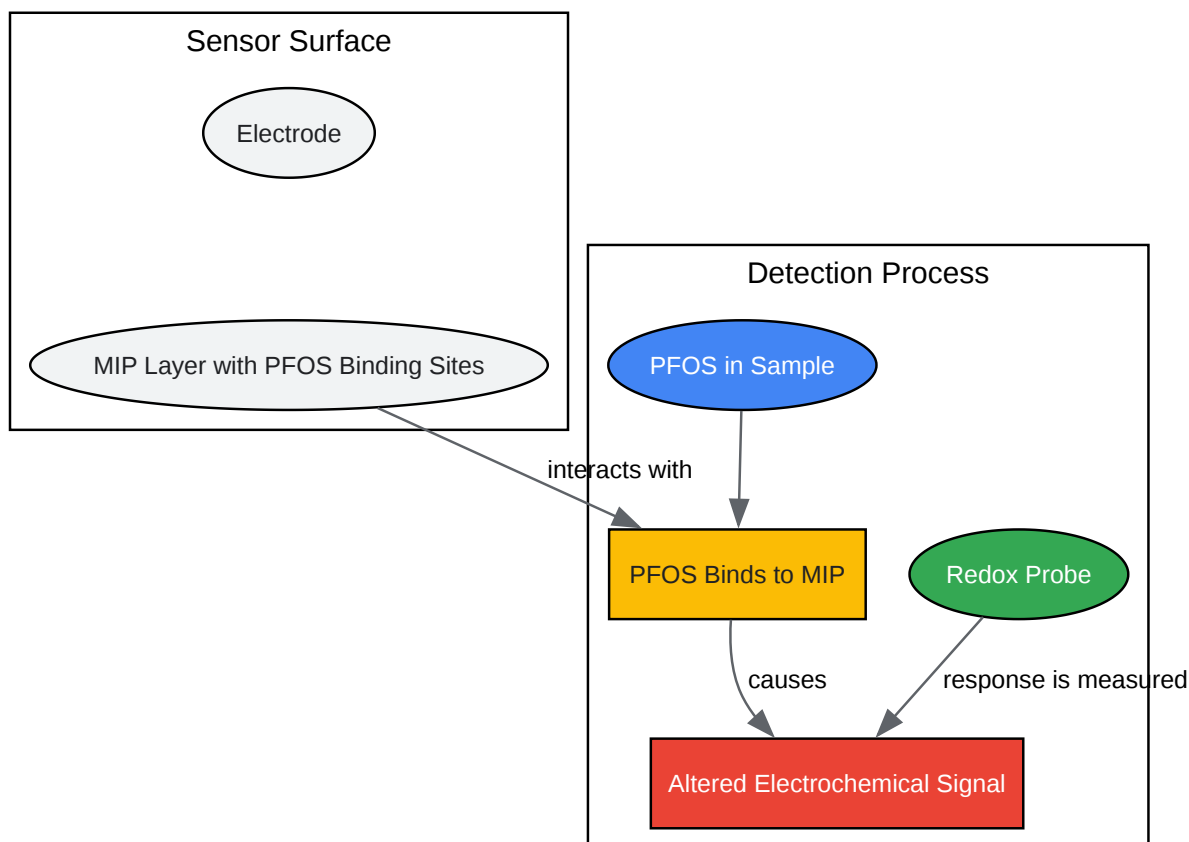 Sensor Surface
Electrode
MIP Layer with PFOS Binding Sites
Detection Process
PFOS in Sample
interacts with
PFOS Binds to MIP
Redox Probe
causes
response is measured
Altered Electrochemical Signal